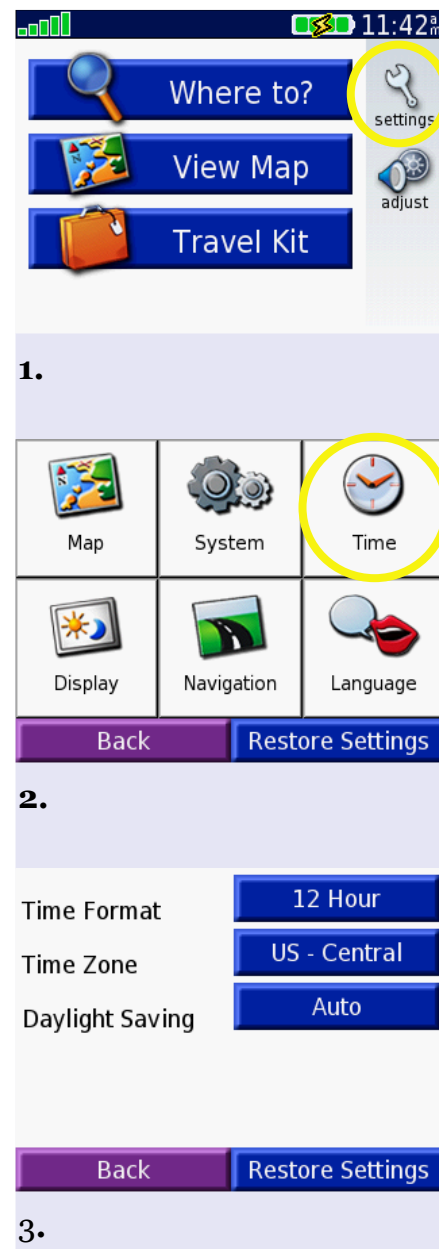 11:42 am
Where to?
settings
View Map
adjust
Travel Kit
1.
N
Map
System
Time
Display
Navigation
Language
Back
Restore Settings
2.
Time Format
12 Hour
Time Zone
US - Central
Daylight Saving
Auto
Back
Restore Settings
3.